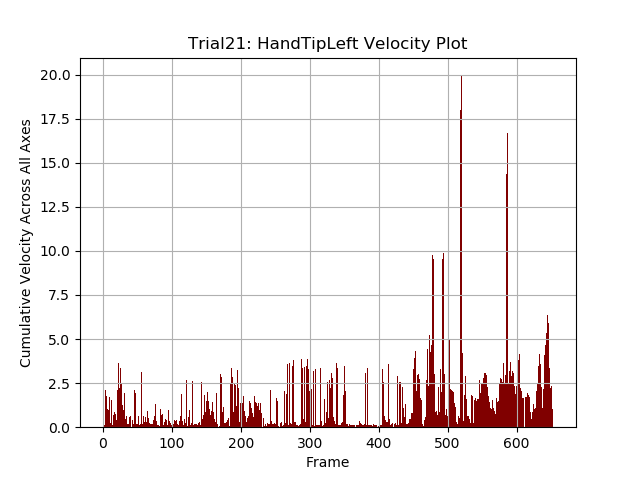 Trial21: HandTipLeft Velocity Plot
20.0
17.5
15.0
12.5
10.0
7.5
5.0
2.5
0.0
Cumulative Velocity Across All Axes
0 100 200 300 400 500 600
Frame